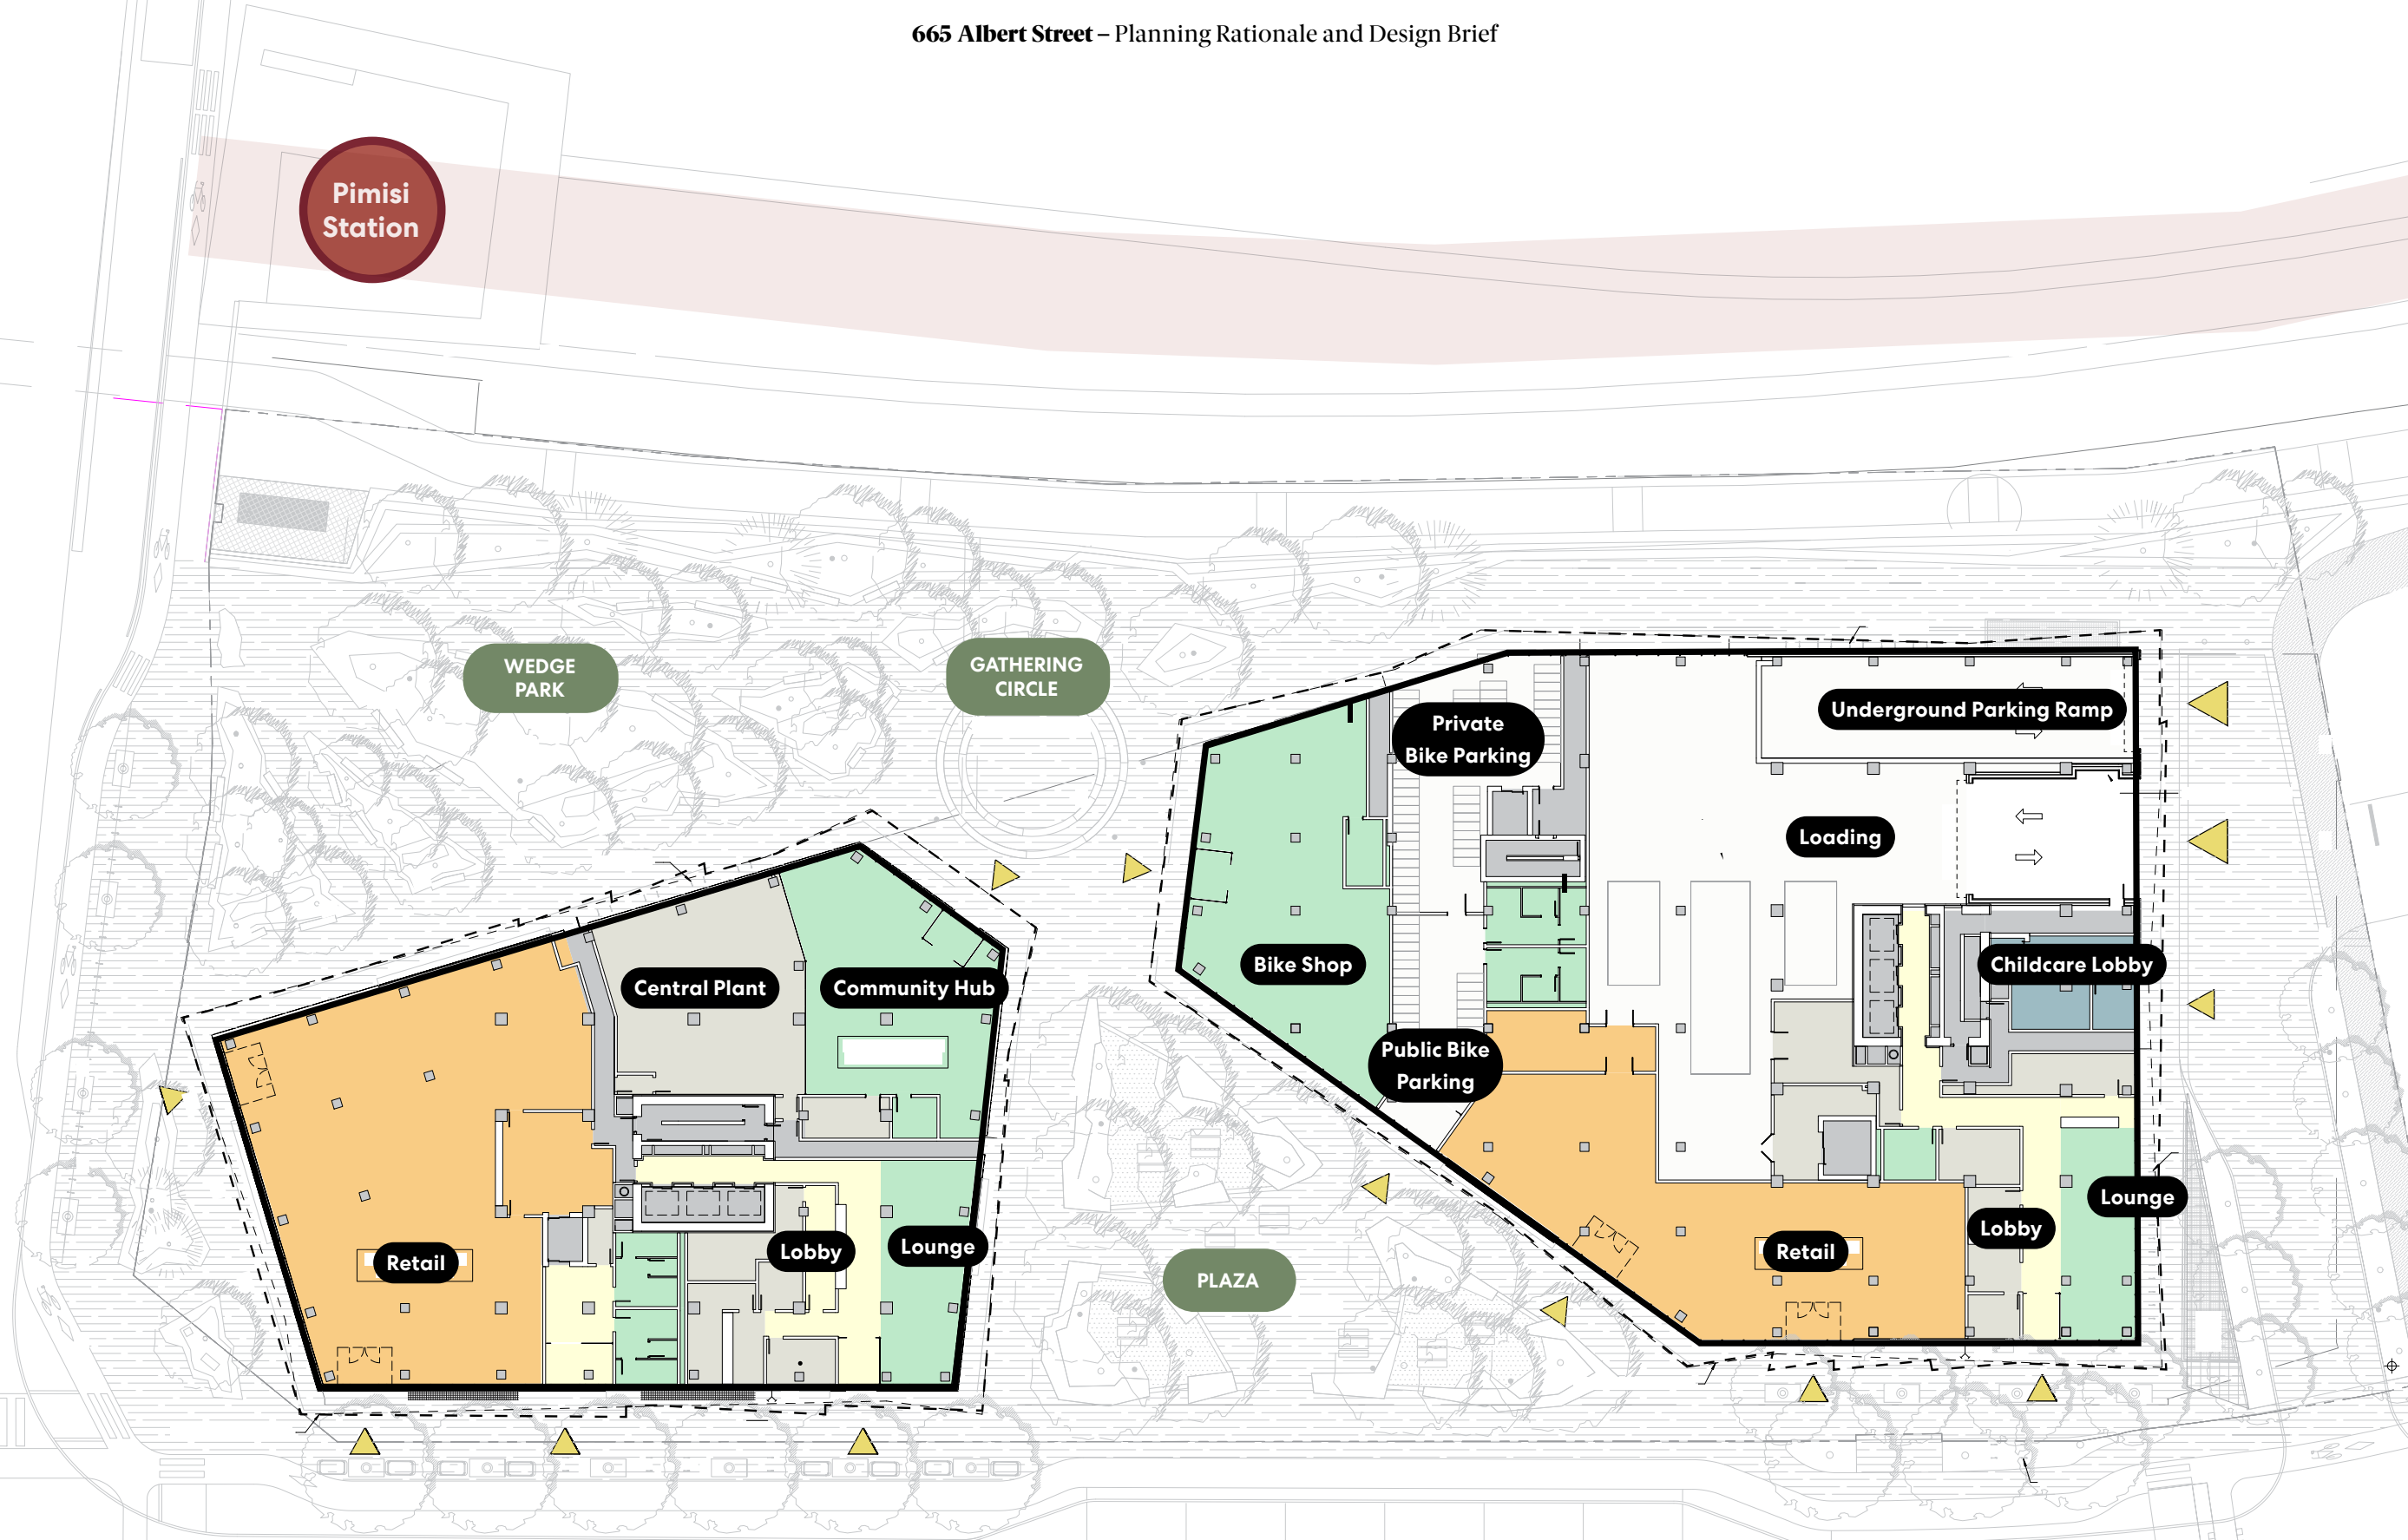 665 Albert Street – Planning Rationale and Design Brief
Pimisi
Station
WEDGE
PARK
GATHERING
CIRCLE
Private
Bike Parking
Underground Parking Ramp
Loading
Central Plant
Community Hub
Bike Shop
Childcare Lobby
Public Bike
Parking
Retail
Lobby
Lounge
PLAZA
Retail
Lobby
Lounge